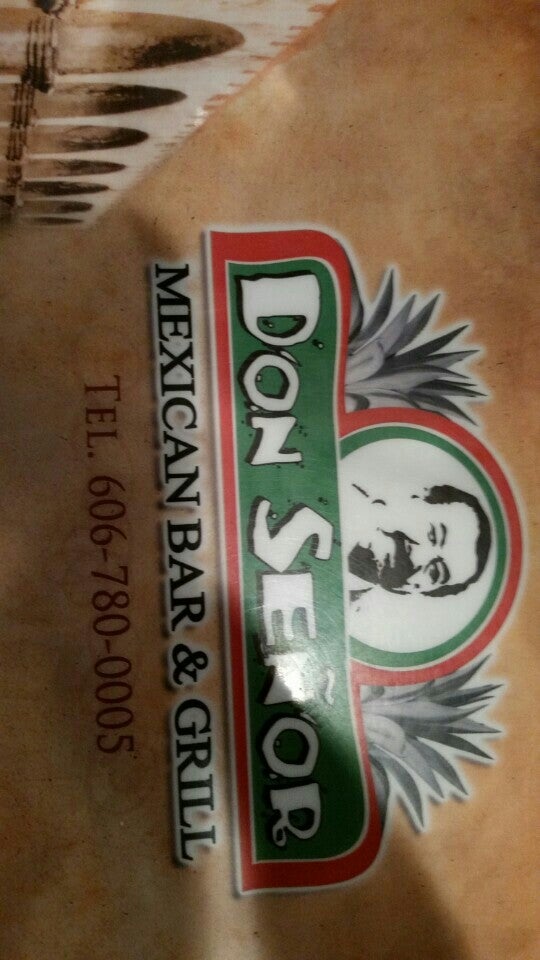 DON SEÑOR
MEXICAN BAR & GRILL
TEL. 606-780-0005